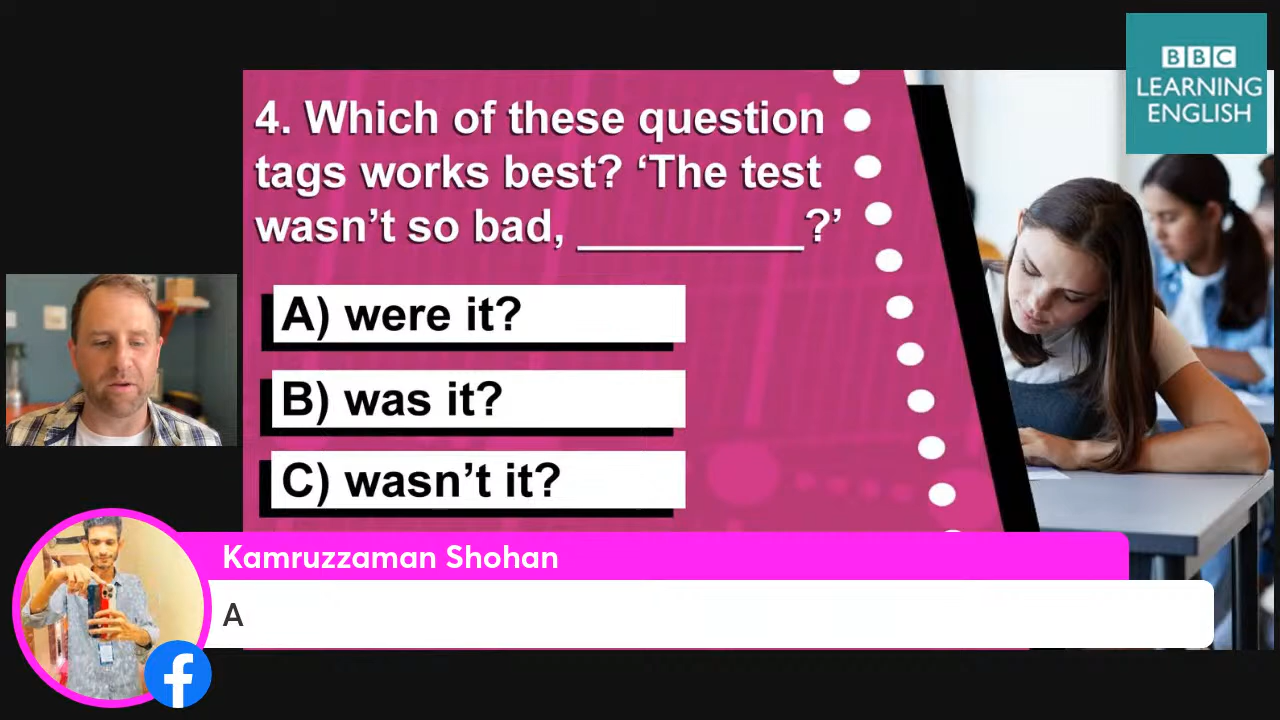 BBC
LEARNING
ENGLISH
4. Which of these question
tags works best? ‘The test
wasn’t so bad, __________?’
A) were it?
B) was it?
C) wasn’t it?
Kamruzzaman Shohan
A